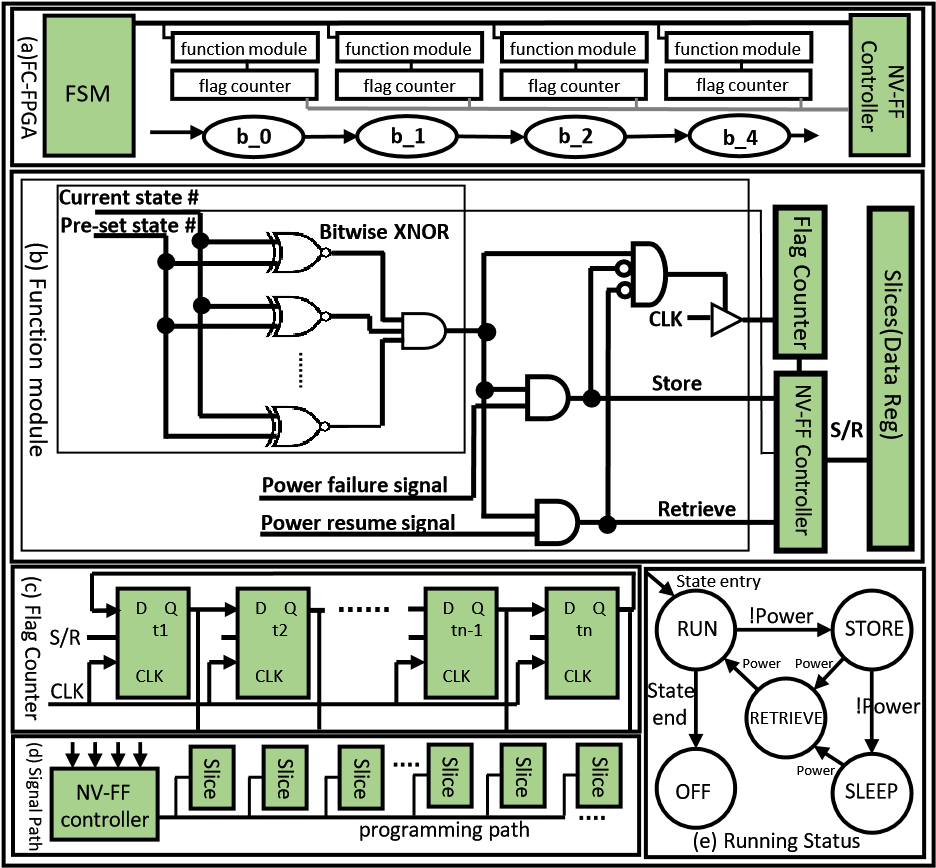 (a)FC-FPGA
FSM
function module
function module
function module
function module
flag counter
flag counter
flag counter
flag counter
NV-FF
Controller
b_0
b_1
b_2
b_4
(b) Function module
Current state #
Pre-set state #
Bitwise XNOR
CLK
Store
Power failure signal
Power resume signal
Retrieve
Flag Counter
NV-FF Controller
S/R
Slices(Data Reg)
(c) Flag Counter
S/R
CLK
D Q
t1
CLK
D Q
t2
CLK
D Q
tn-1
CLK
D Q
tn
CLK
(d) Signal Path
NV-FF
controller
Slice
Slice
Slice
Slice
Slice
Slice
programming path
State entry
RUN
!Power
STORE
Power
Power
State
end
RETRIEVE
!Power
Power
OFF
SLEEP
(e) Running Status